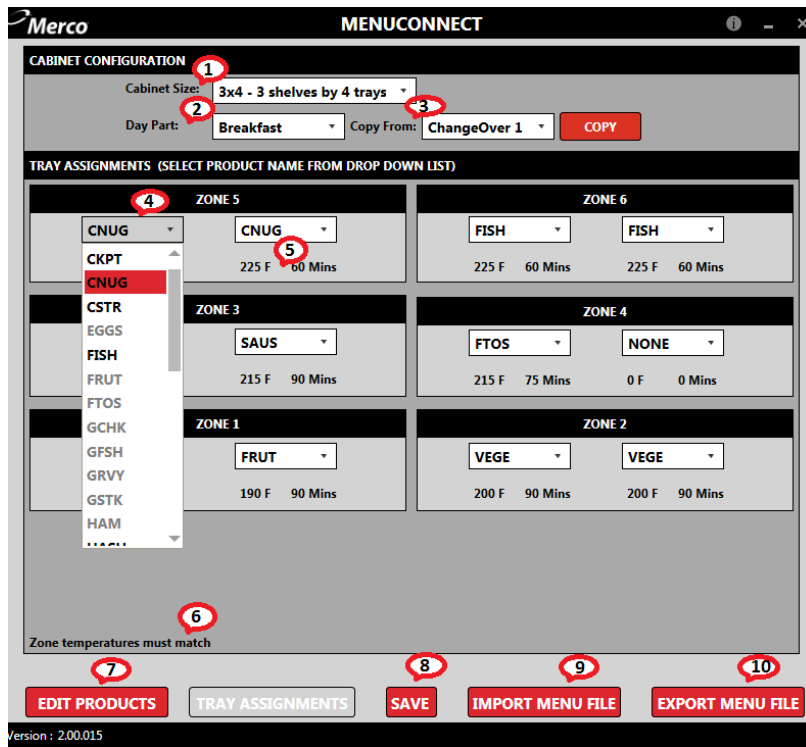 Merco MENUCONNECT
CABINET CONFIGURATION
1
Cabinet Size: 3x4 - 3 shelves by 4 trays
2 3
Day Part: Breakfast Copy From: ChangeOver 1 COPY
TRAY ASSIGNMENTS (SELECT PRODUCT NAME FROM DROP DOWN LIST)
4 ZONE 5 ZONE 6
CNUG CNUG FISH FISH
5
225 F 60 Mins 225 F 60 Mins 225 F 60 Mins
CKPT
CNUG
CSTR
EGGS
FISH
FRUT
FTOS
GCHK
GFSH
GRVY
GSTK
HAM
HASH
ZONE 3 ZONE 4
SAUS FTOS NONE
215 F 90 Mins 215 F 75 Mins 0 F 0 Mins
ZONE 1 ZONE 2
FRUT VEGE VEGE
190 F 90 Mins 200 F 90 Mins 200 F 90 Mins
6
Zone temperatures must match
7 8 9 10
EDIT PRODUCTS TRAY ASSIGNMENTS SAVE IMPORT MENU FILE EXPORT MENU FILE
Version : 2.00.015